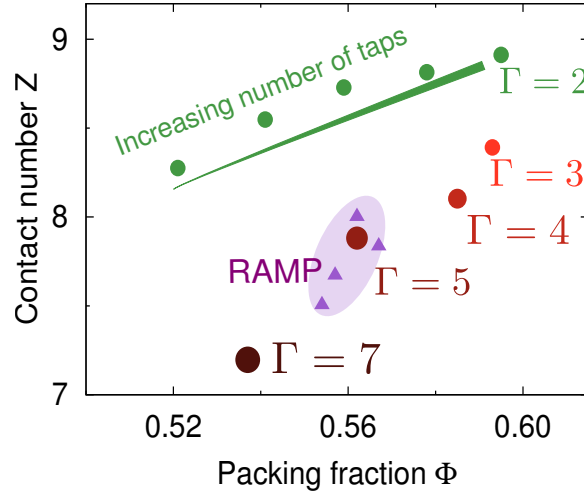 9
8
7
Contact number Z
Increasing number of taps
Γ = 2
Γ = 3
Γ = 4
RAMP
Γ = 5
Γ = 7
0.52 0.56 0.60
Packing fraction Φ